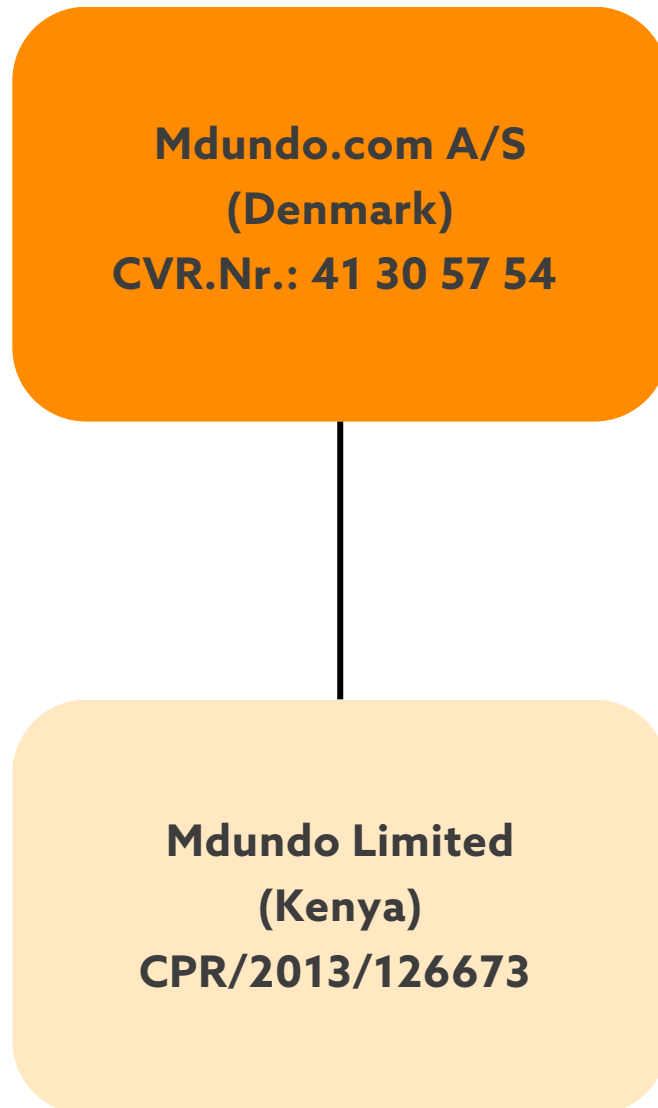 Mdundo.com A/S
(Denmark)
CVR.Nr.: 41 30 57 54
Mdundo Limited
(Kenya)
CPR/2013/126673